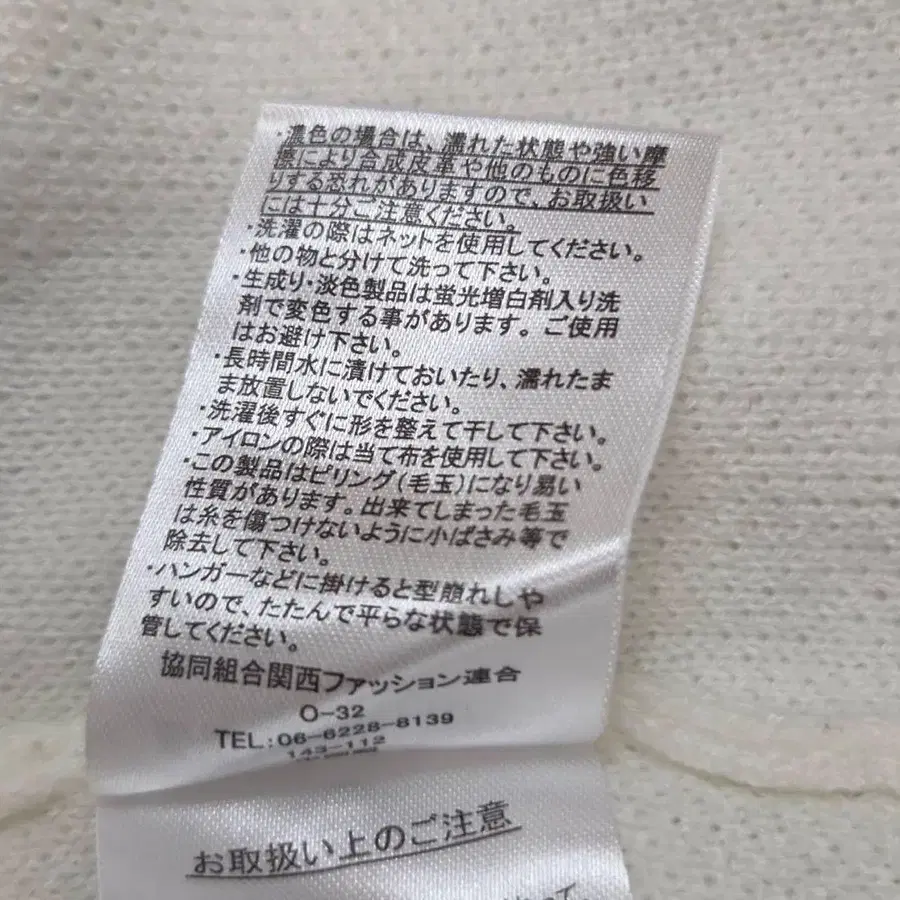 ・濃色の場合は、濡れた状態や強い摩
擦により合成皮革や他のものに色移
りする恐れがありますので、お取扱い
には十分ご注意ください。
・洗濯の際はネットを使用してください。
・他の物と分けて洗って下さい。
・生成り・淡色製品は蛍光増白剤入り洗
剤で変色する事があります。ご使用
はお避け下さい。
・長時間水に漬けておいたり、濡れたま
ま放置しないでください。
・洗濯後すぐに形を整えて干して下さい。
・アイロンの際は当て布を使用して下さい。
・この製品はピリング(毛玉)になり易い
性質があります。出来てしまった毛玉
は糸を傷つけないように小ばさみ等で
除去して下さい。
・ハンガーなどに掛けると型崩れしや
すいので、たたんで平らな状態で保
管してください。
協同組合関西ファッション連合
O-32
TEL:06-6228-8139
143-112
お取扱い上のご注意